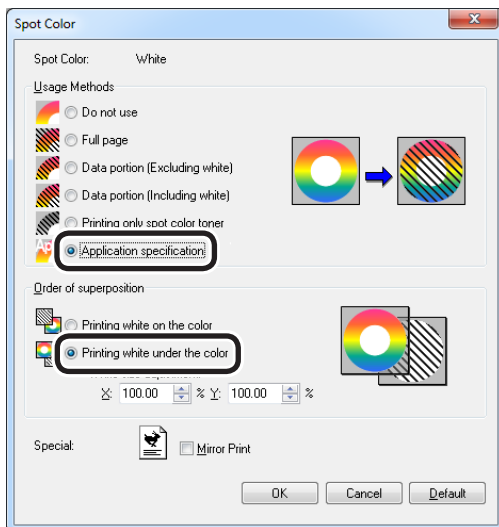 Spot Color
Spot Color: White
Usage Methods
Do not use
Full page
Data portion (Excluding white)
Data portion (Including white)
Printing only spot color toner
Application specification
Order of superposition
Printing white on the color
Printing white under the color
X: 100.00 % Y: 100.00 %
Special: Mirror Print
OK Cancel Default